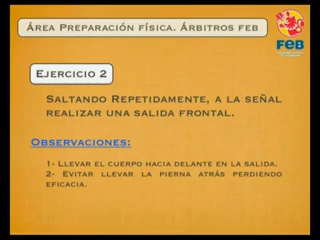 Área Preparación física. Árbitros feb
FEB
Ejercicio 2
Saltando Repetidamente, a la señal
realizar una salida frontal.
Observaciones:
1- Llevar el cuerpo hacia delante en la salida.
2- Evitar llevar la pierna atrás perdiendo
eficacia.